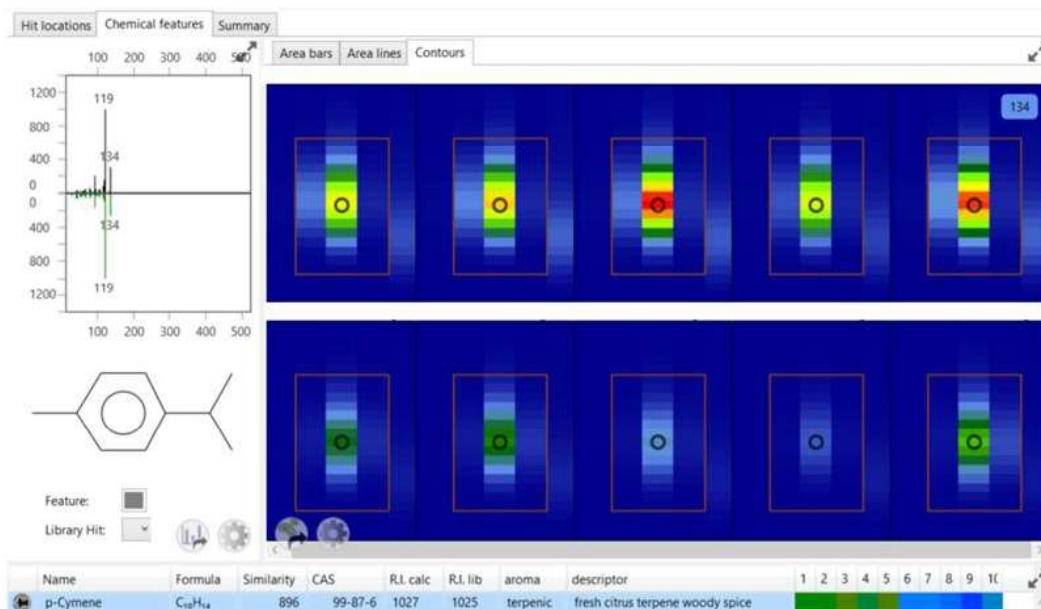 Hit locations Chemical features Summary
Area bars Area lines Contours
100 200 300 400 500
1200
800
400
0
0
400
800
1200
119
134
134
119
100 200 300 400 500
134
Feature:
Library Hit:
Name Formula Similarity CAS R.I. calc R.I. lib aroma descriptor 1 2 3 4 5 6 7 8 9
p-Cymene C₁₀H₁₄ 896 99-87-6 1027 1025 terpenic fresh citrus terpene woody spice